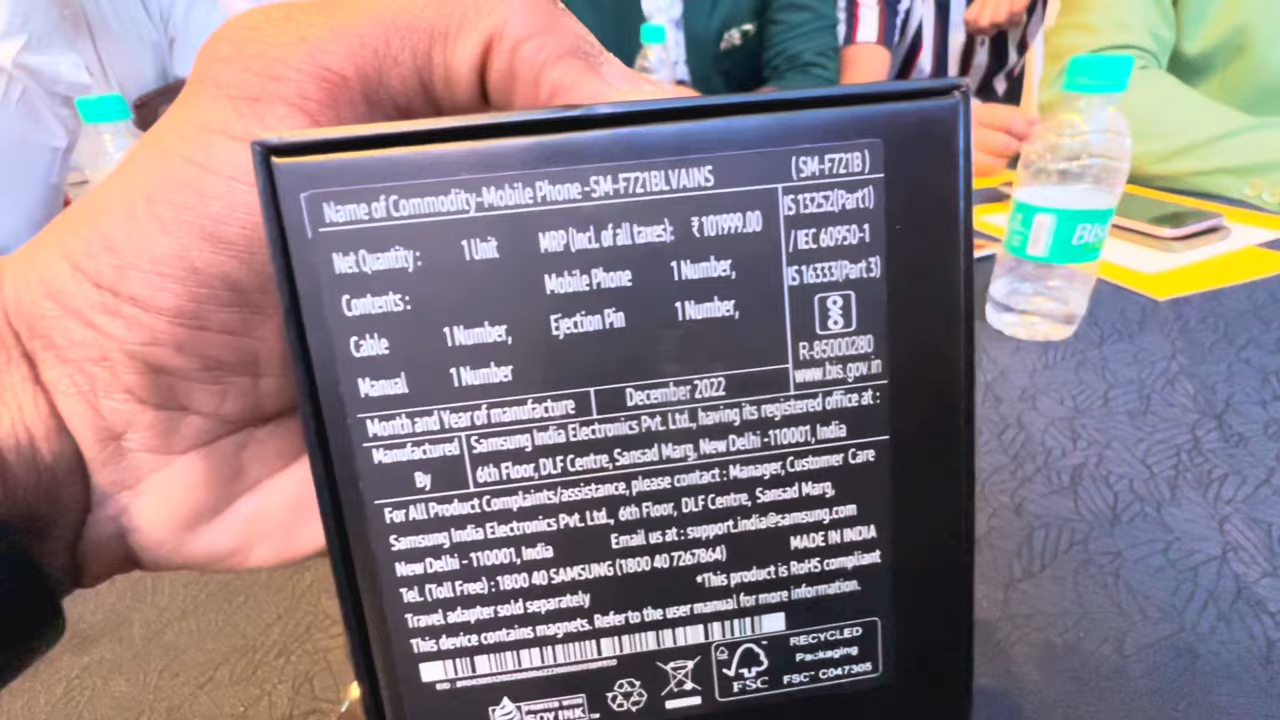 Name of Commodity-Mobile Phone -SM-F721BLVAINS (SM-F721B)
Net Quantity : 1 Unit MRP (Incl. of all taxes): ₹101999.00
Contents : Mobile Phone 1 Number,
Cable 1 Number, Ejection Pin 1 Number,
Manual 1 Number
IS 13252(Part1)
/ IEC 60950-1
IS 16333(Part 3)
R-85000280
www.bis.gov.in
Month and Year of manufacture December 2022
Manufactured By
Samsung India Electronics Pvt. Ltd., having its registered office at :
6th Floor, DLF Centre, Sansad Marg, New Delhi -110001, India
For All Product Complaints/assistance, please contact : Manager, Customer Care
Samsung India Electronics Pvt. Ltd., 6th Floor, DLF Centre, Sansad Marg,
New Delhi - 110001, India Email us at : support.india@samsung.com
Tel. (Toll Free) : 1800 40 SAMSUNG (1800 40 7267864) MADE IN INDIA
Travel adapter sold separately *This product is RoHS compliant
This device contains magnets. Refer to the user manual for more information.
EID :
PRINTED WITH
SOY INK
FSC
RECYCLED
Packaging
FSC™ C047305
Bis